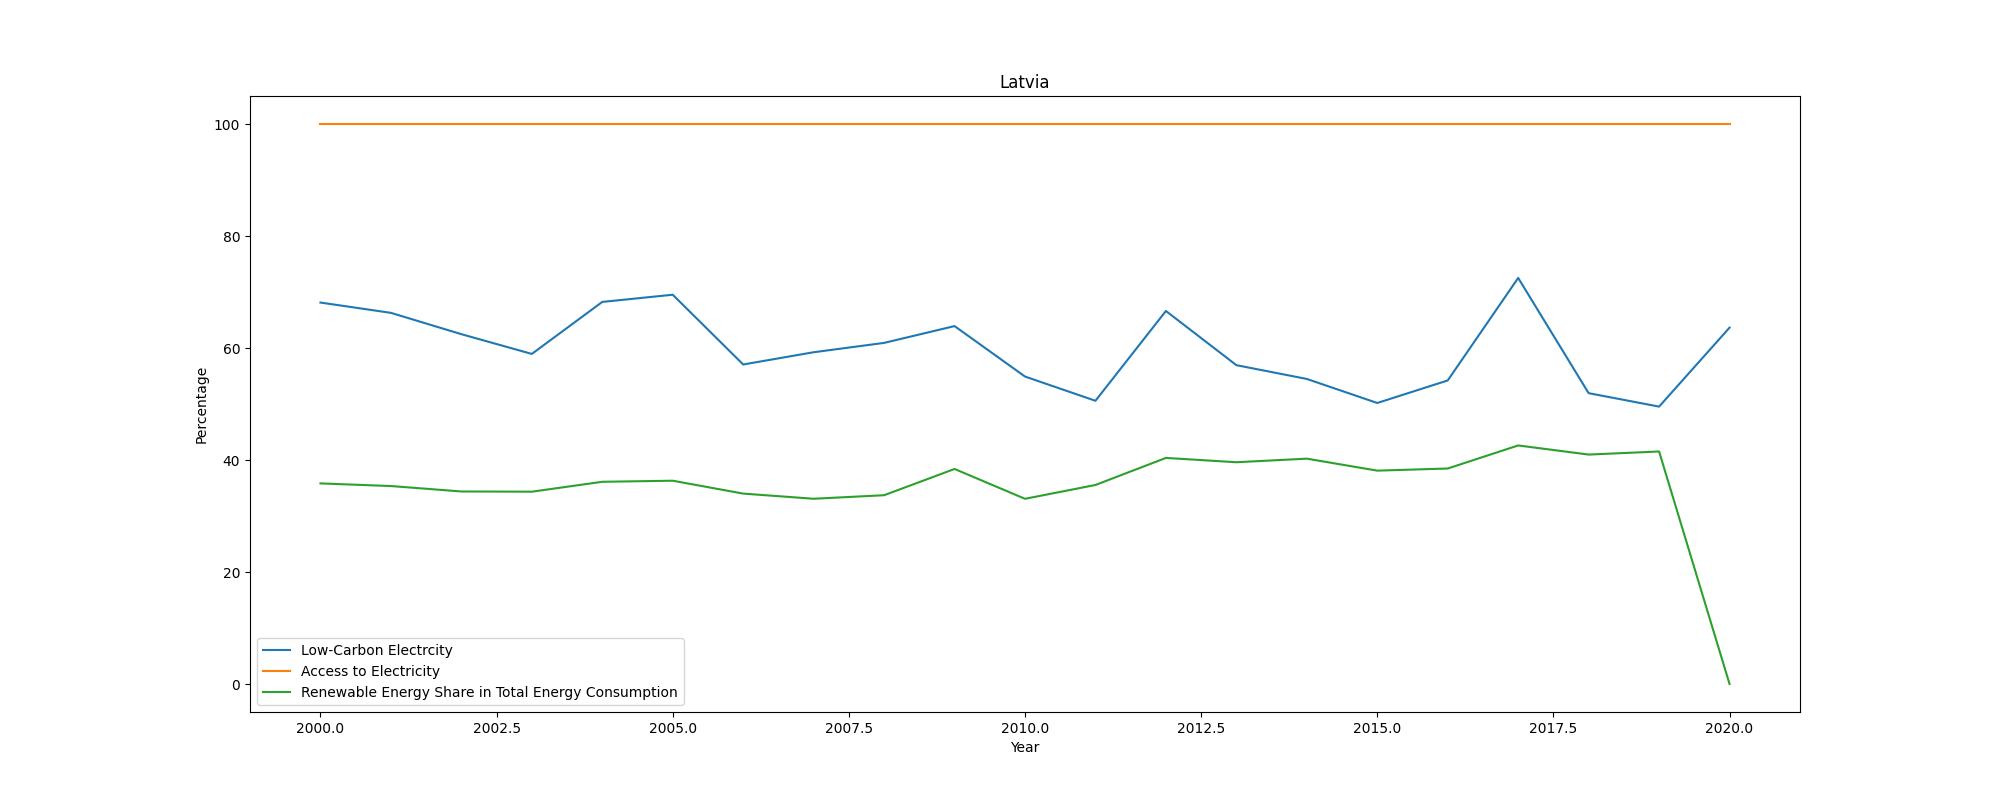 Latvia
100
80
60
40
20
0
Percentage
Low-Carbon Electrcity
Access to Electricity
Renewable Energy Share in Total Energy Consumption
2000.0 2002.5 2005.0 2007.5 2010.0 2012.5 2015.0 2017.5 2020.0
Year